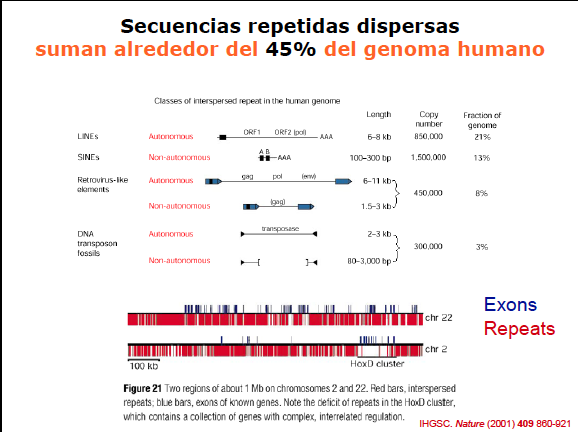 Secuencias repetidas dispersas
suman alrededor del 45% del genoma humano
Classes of interspersed repeat in the human genome
Length Copy number Fraction of genome
LINEs Autonomous ORF1 ORF2 (pol) AAA 6–8 kb 850,000 21%
SINEs Non-autonomous A B AAA 100–300 bp 1,500,000 13%
Retrovirus-like elements Autonomous gag pol (env) 6–11 kb 450,000 8%
Non-autonomous (gag) 1.5–3 kb
DNA transposon fossils Autonomous transposase 2–3 kb 300,000 3%
Non-autonomous 80–3,000 bp
Exons
Repeats
chr 22
chr 2
100 kb
HoxD cluster
Figure 21 Two regions of about 1 Mb on chromosomes 2 and 22. Red bars, interspersed
repeats; blue bars, exons of known genes. Note the deficit of repeats in the HoxD cluster,
which contains a collection of genes with complex, interrelated regulation.
IHGSC. Nature (2001) 409 860-921